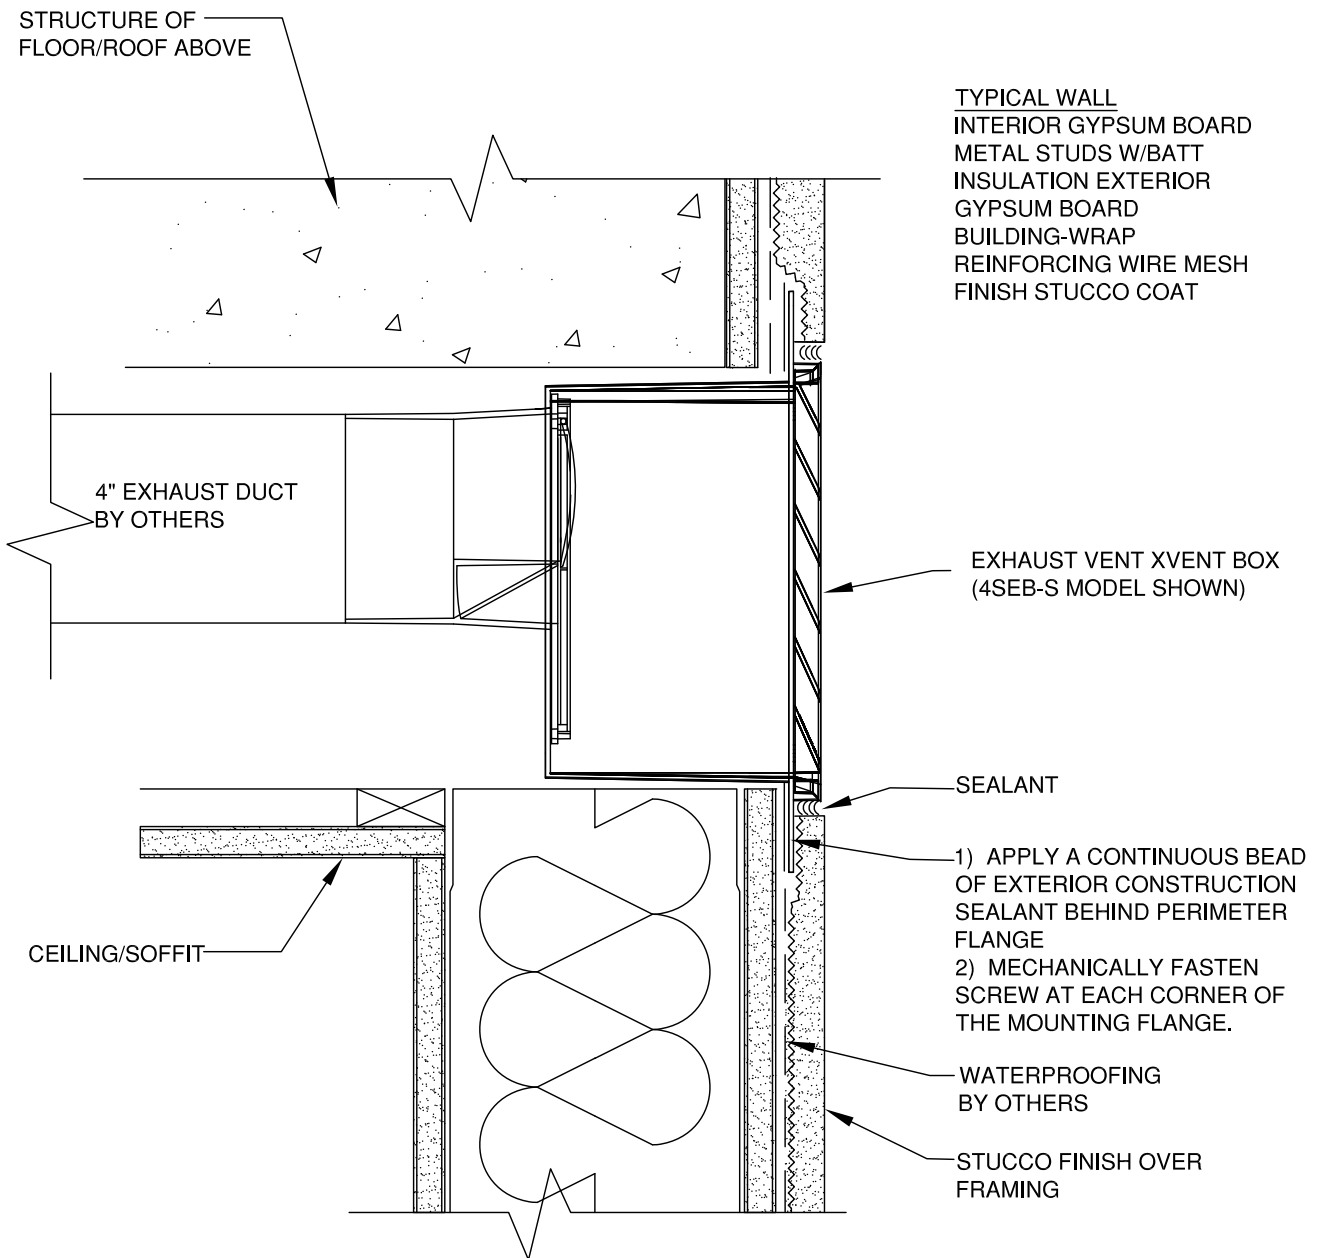 STRUCTURE OF
FLOOR/ROOF ABOVE
TYPICAL WALL
INTERIOR GYPSUM BOARD
METAL STUDS W/BATT
INSULATION EXTERIOR
GYPSUM BOARD
BUILDING-WRAP
REINFORCING WIRE MESH
FINISH STUCCO COAT
4" EXHAUST DUCT
BY OTHERS
EXHAUST VENT XVENT BOX
(4SEB-S MODEL SHOWN)
SEALANT
1) APPLY A CONTINUOUS BEAD
OF EXTERIOR CONSTRUCTION
SEALANT BEHIND PERIMETER
FLANGE
2) MECHANICALLY FASTEN
SCREW AT EACH CORNER OF
THE MOUNTING FLANGE.
CEILING/SOFFIT
WATERPROOFING
BY OTHERS
STUCCO FINISH OVER
FRAMING